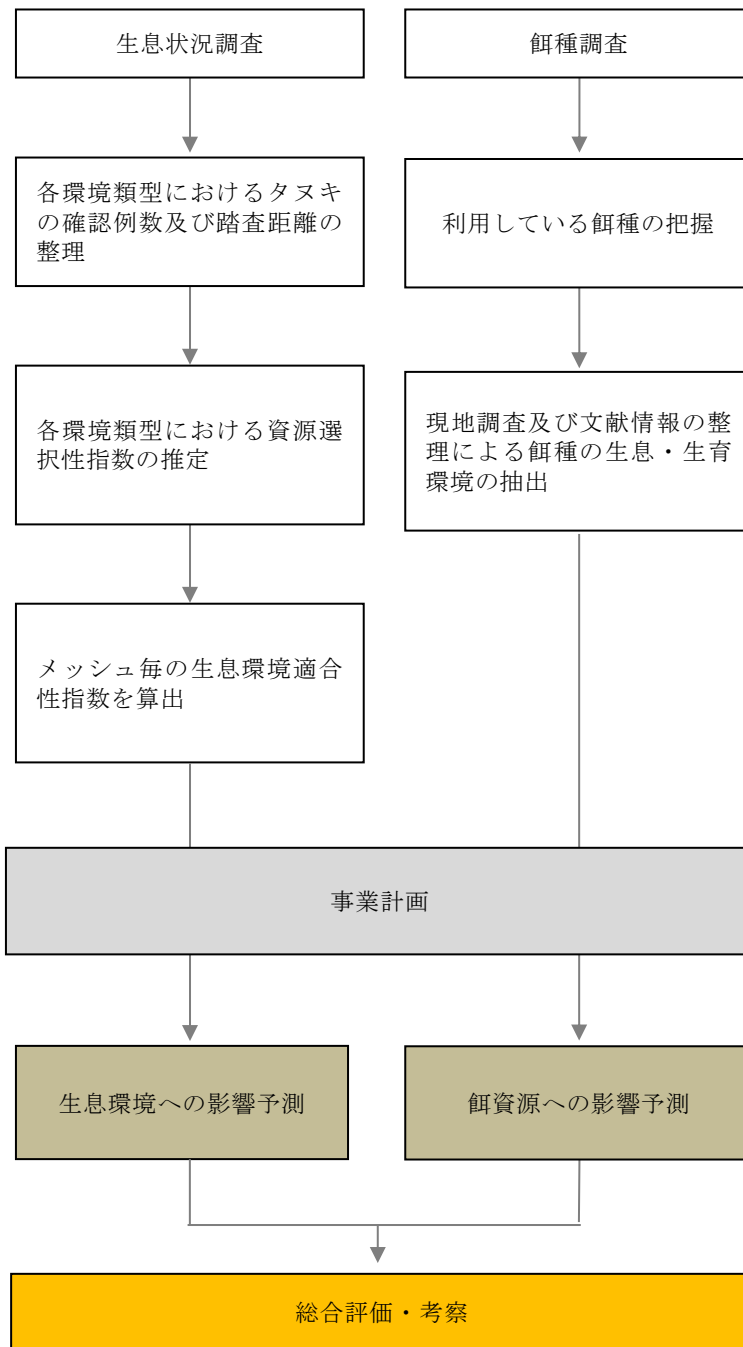 生息状況調査
餌種調査
各環境類型におけるタヌキ
の確認例数及び踏査距離の
整理
利用している餌種の把握
各環境類型における資源選
択性指数の推定
現地調査及び文献情報の整
理による餌種の生息・生育
環境の抽出
メッシュ毎の生息環境適合
性指数を算出
事業計画
生息環境への影響予測
餌資源への影響予測
総合評価・考察